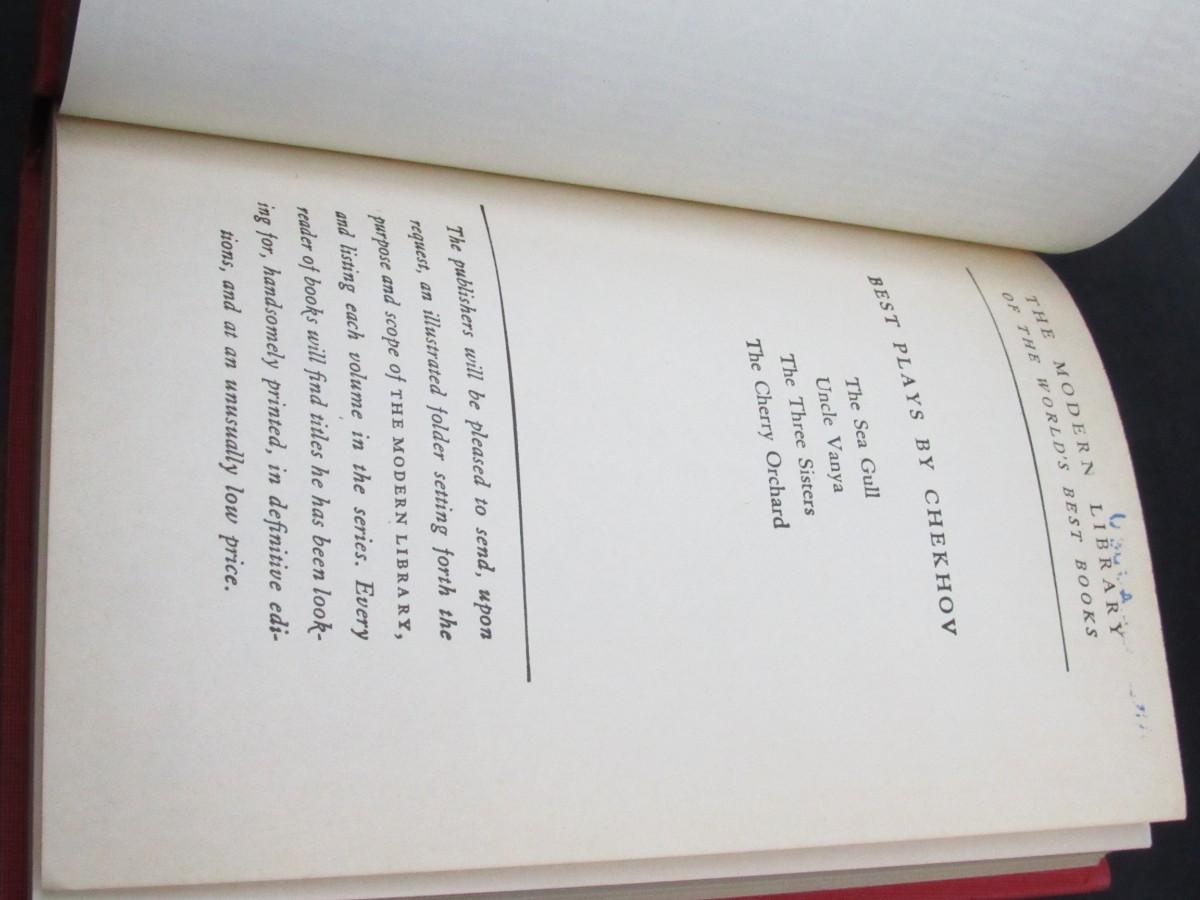 THE MODERN LIBRARY
OF THE WORLD'S BEST BOOKS
BEST PLAYS BY CHEKHOV
The Sea Gull
Uncle Vanya
The Three Sisters
The Cherry Orchard
The publishers will be pleased to send, upon
request, an illustrated folder setting forth the
purpose and scope of THE MODERN LIBRARY,
and listing each volume in the series. Every
reader of books will find titles he has been look-
ing for, handsomely printed, in definitive edi-
tions, and at an unusually low price.